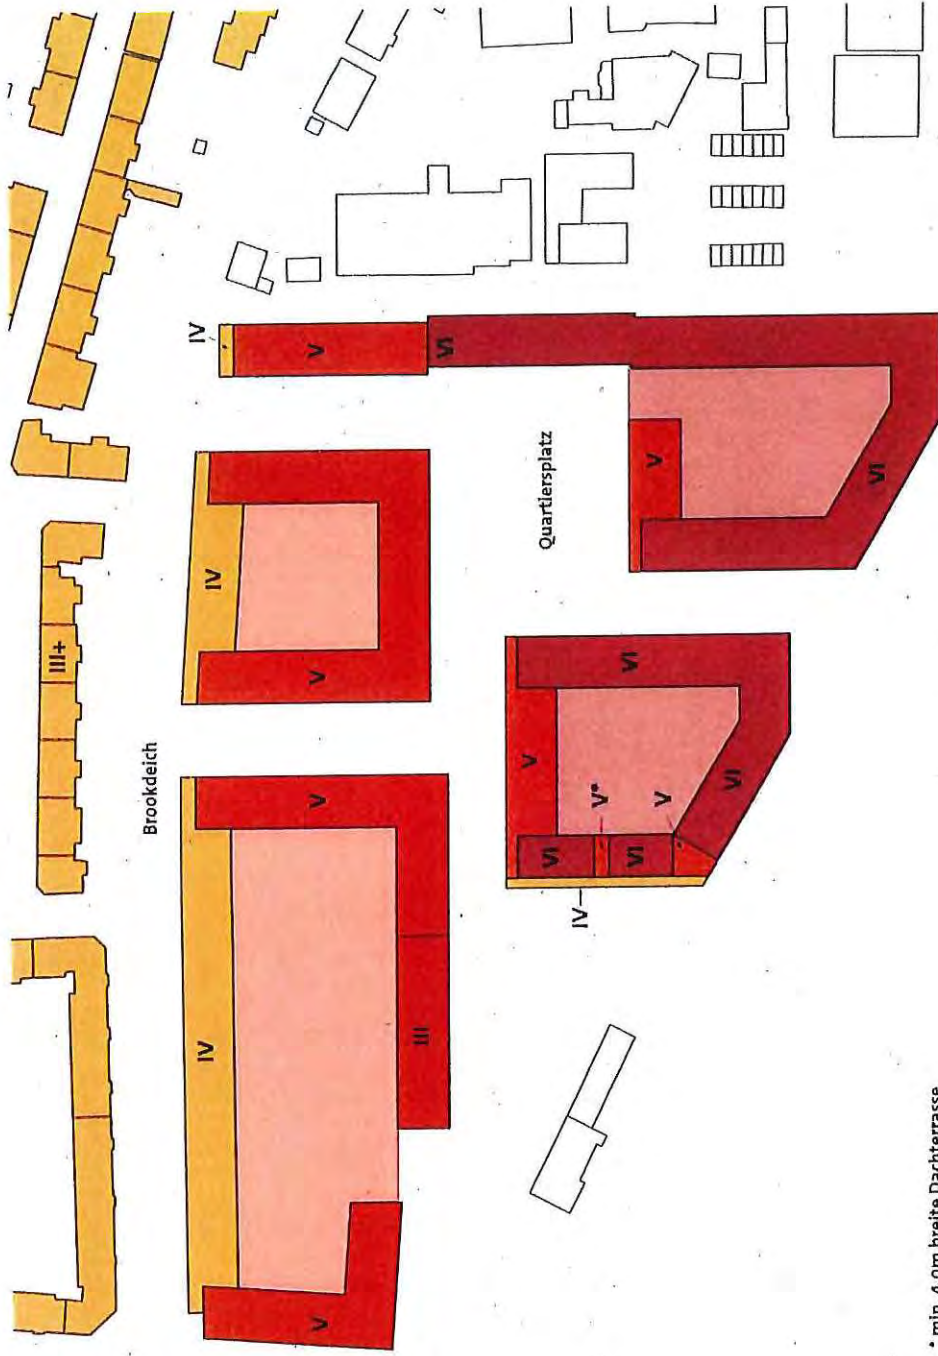 III+
Brookdeich
IV
IV
IV
V
V
V
V
III
VI
V
Quartiersplatz
VI
IV
V*
VI
VI
V
V
VI
VI
* min. 4,0m breite Dachterrasse